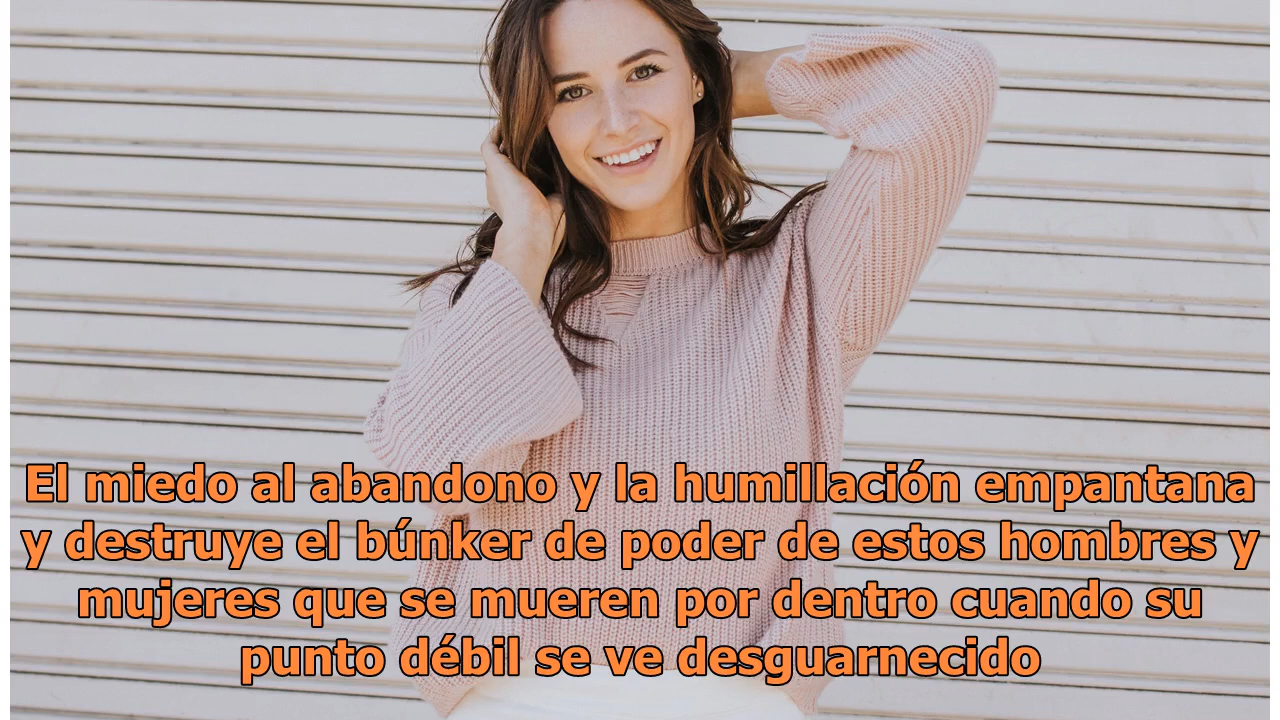 El miedo al abandono y la humillación empantana
y destruye el búnker de poder de estos hombres y
mujeres que se mueren por dentro cuando su
punto débil se ve desguarnecido